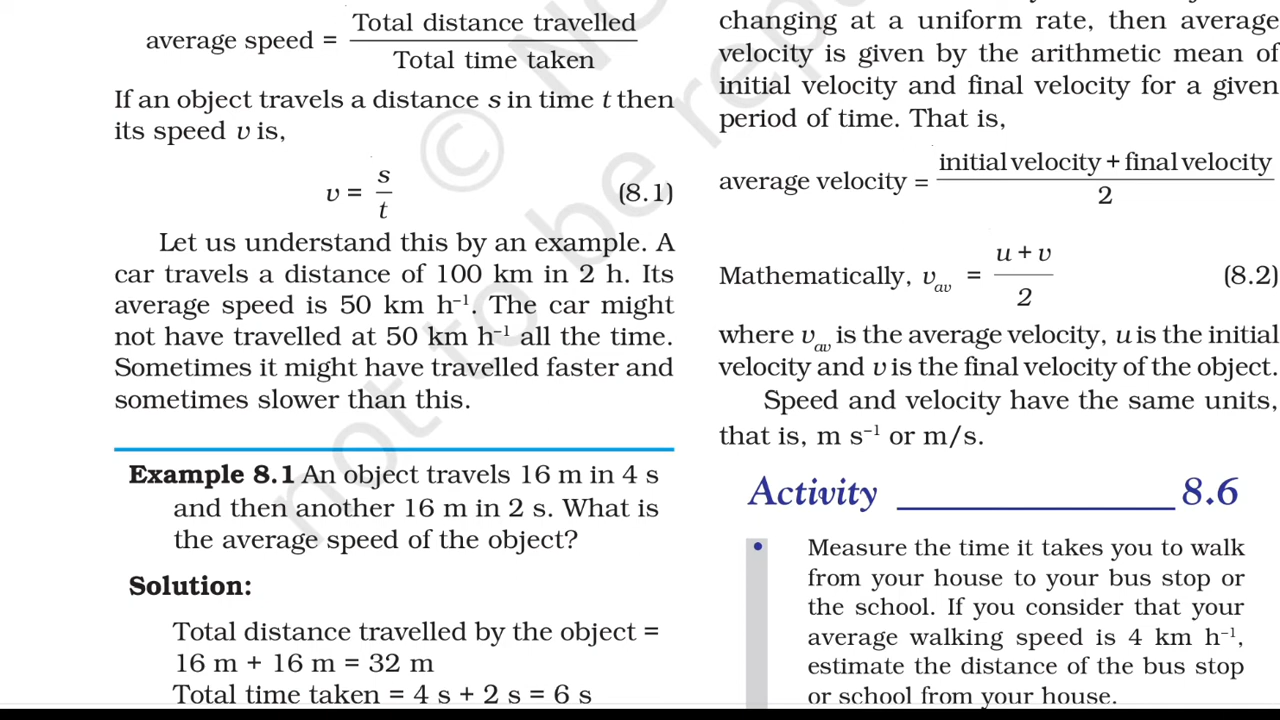 average speed = Total distance travelled / Total time taken
If an object travels a distance s in time t then
its speed v is,
v = s / t (8.1)
Let us understand this by an example. A
car travels a distance of 100 km in 2 h. Its
average speed is 50 km h⁻¹. The car might
not have travelled at 50 km h⁻¹ all the time.
Sometimes it might have travelled faster and
sometimes slower than this.
Example 8.1 An object travels 16 m in 4 s
and then another 16 m in 2 s. What is
the average speed of the object?
Solution:
Total distance travelled by the object =
16 m + 16 m = 32 m
Total time taken = 4 s + 2 s = 6 s
changing at a uniform rate, then average
velocity is given by the arithmetic mean of
initial velocity and final velocity for a given
period of time. That is,
average velocity = initial velocity + final velocity / 2
Mathematically, v_av = u + v / 2 (8.2)
where v_av is the average velocity, u is the initial
velocity and v is the final velocity of the object.
Speed and velocity have the same units,
that is, m s⁻¹ or m/s.
Activity 8.6
• Measure the time it takes you to walk
from your house to your bus stop or
the school. If you consider that your
average walking speed is 4 km h⁻¹,
estimate the distance of the bus stop
or school from your house.
©
not to be